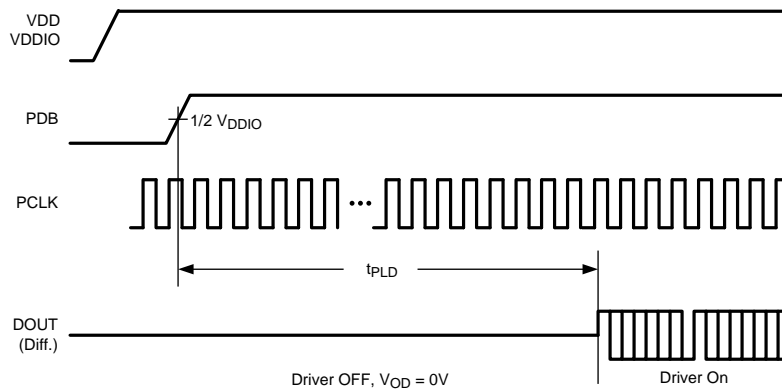 VDD
VDDIO
PDB
1/2 VDDIO
PCLK
•••
tPLD
DOUT
(Diff.)
Driver OFF, VOD = 0V
Driver On